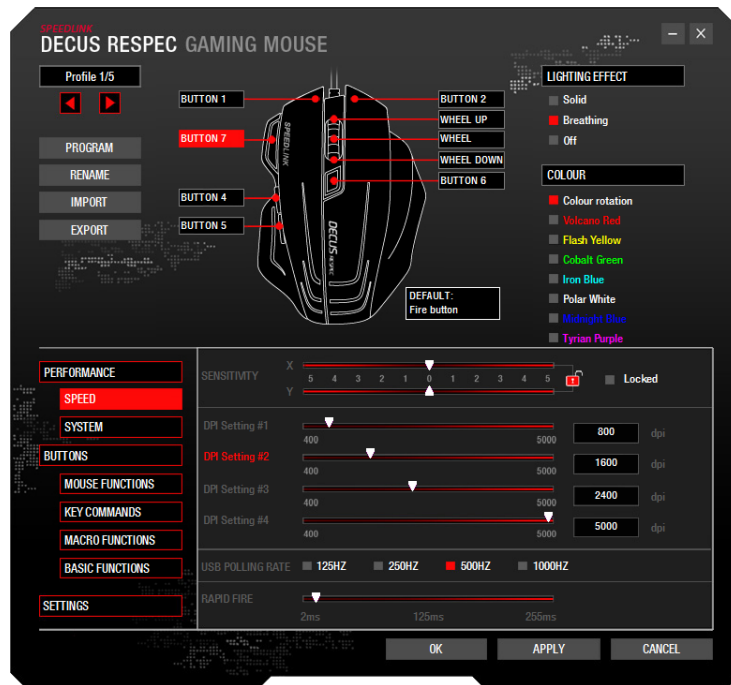 SPEEDLINK
DECUS RESPEC GAMING MOUSE
Profile 1/5
PROGRAM
RENAME
IMPORT
EXPORT
BUTTON 1
BUTTON 7
BUTTON 4
BUTTON 5
BUTTON 2
WHEEL UP
WHEEL
WHEEL DOWN
BUTTON 6
SPEEDLINK
DECUS RESPEC
DEFAULT:
Fire button
LIGHTING EFFECT
Solid
Breathing
Off
COLOUR
Colour rotation
Volcano Red
Flash Yellow
Cobalt Green
Iron Blue
Polar White
Midnight Blue
Tyrian Purple
PERFORMANCE
SPEED
SYSTEM
BUTTONS
MOUSE FUNCTIONS
KEY COMMANDS
MACRO FUNCTIONS
BASIC FUNCTIONS
SETTINGS
SENSITIVITY
X
5 4 3 2 1 0 1 2 3 4 5
Y
Locked
DPI Setting #1
400 5000
800 dpi
DPI Setting #2
400 5000
1600 dpi
DPI Setting #3
400 5000
2400 dpi
DPI Setting #4
400 5000
5000 dpi
USB POLLING RATE 125HZ 250HZ 500HZ 1000HZ
RAPID FIRE
2ms 125ms 255ms
OK APPLY CANCEL